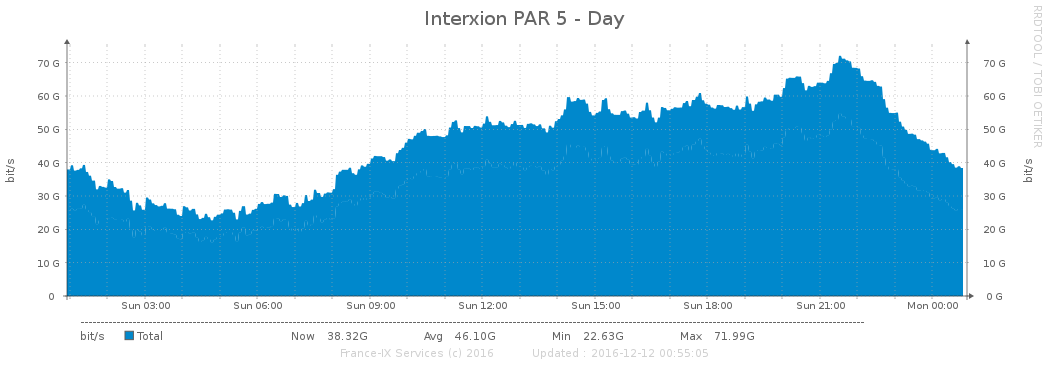 Interxion PAR 5 - Day
RRDTOOL / TOBI OETIKER
bit/s
bit/s
70 G 70 G
60 G 60 G
50 G 50 G
40 G 40 G
30 G 30 G
20 G 20 G
10 G 10 G
0 0 G
Sun 03:00 Sun 06:00 Sun 09:00 Sun 12:00 Sun 15:00 Sun 18:00 Sun 21:00 Mon 00:00
bit/s Total Now 38.32G Avg 46.10G Min 22.63G Max 71.99G
France-IX Services (c) 2016 Updated : 2016-12-12 00:55:05